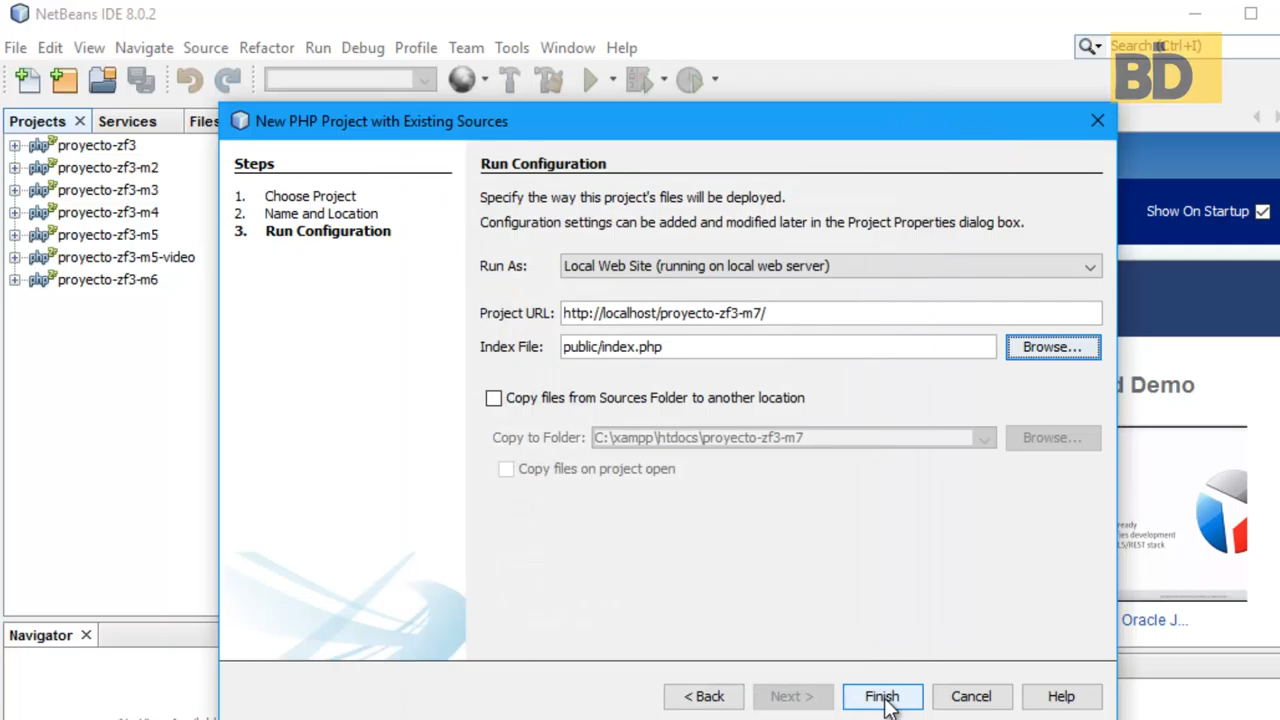 NetBeans IDE 8.0.2
File Edit View Navigate Source Refactor Run Debug Profile Team Tools Window Help
Search (Ctrl+I)
BD
Projects Services Files
New PHP Project with Existing Sources
proyecto-zf3
proyecto-zf3-m2
proyecto-zf3-m3
proyecto-zf3-m4
proyecto-zf3-m5
proyecto-zf3-m5-video
proyecto-zf3-m6
Steps
1. Choose Project
2. Name and Location
3. Run Configuration
Run Configuration
Specify the way this project's files will be deployed.
Configuration settings can be added and modified later in the Project Properties dialog box.
Run As: Local Web Site (running on local web server)
Project URL: http://localhost/proyecto-zf3-m7/
Index File: public/index.php Browse...
Copy files from Sources Folder to another location
Copy to Folder: C:\xampp\htdocs\proyecto-zf3-m7 Browse...
Copy files on project open
< Back Next > Finish Cancel Help
Show On Startup
Demo
development
S/REST stack
Oracle J...
Navigator